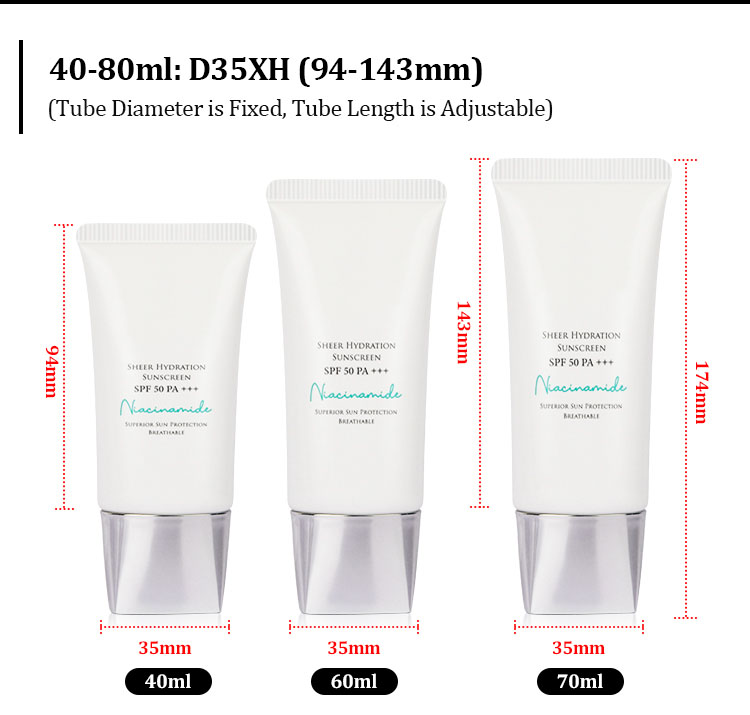 40-80ml: D35XH (94-143mm)
(Tube Diameter is Fixed, Tube Length is Adjustable)
94mm
SHEER HYDRATION
SUNSCREEN
SPF 50 PA +++
Niacinamide
SUPERIOR SUN PROTECTION
BREATHABLE
35mm
40ml
SHEER HYDRATION
SUNSCREEN
SPF 50 PA +++
Niacinamide
SUPERIOR SUN PROTECTION
BREATHABLE
35mm
60ml
143mm
SHEER HYDRATION
SUNSCREEN
SPF 50 PA +++
Niacinamide
SUPERIOR SUN PROTECTION
BREATHABLE
174mm
35mm
70ml